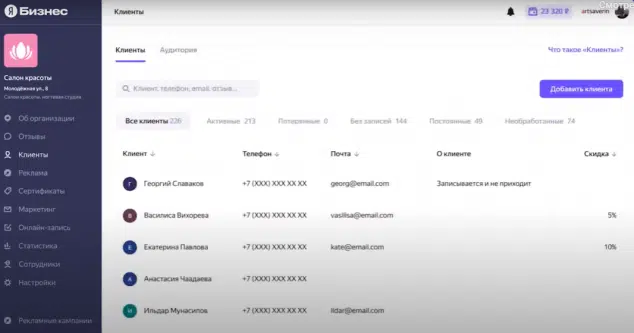 Я Бизнес
Клиенты
23 320 ₽
artsaverin
Смотре
Салон красоты
Молодёжная ул., 8
Салон красоты, ногтевая студия
Об организации
Отзывы
Клиенты
Реклама
Сертификаты
Маркетинг
Онлайн-запись
Статистика
Сотрудники
Настройки
Рекламные кампании
Клиенты Аудитория
Что такое «Клиенты»?
Клиент, телефон, email, отзыв...
Добавить клиента
Все клиенты 226 Активные 213 Потерянные 0 Без записей 144 Постоянные 49 Необработанные 74
Клиент ↓ Телефон ↓ Почта ↓ О клиенте Скидка ↓
Г Георгий Славаков +7 (XXX) XXX XX XX georg@email.com Записывается и не приходит
В Василиса Вихорева +7 (XXX) XXX XX XX vasilisa@email.com 5%
Е Екатерина Павлова +7 (XXX) XXX XX XX kate@email.com 10%
А Анастасия Чаадаева +7 (XXX) XXX XX XX
И Ильдар Мунасипов +7 (XXX) XXX XX XX ildar@email.com